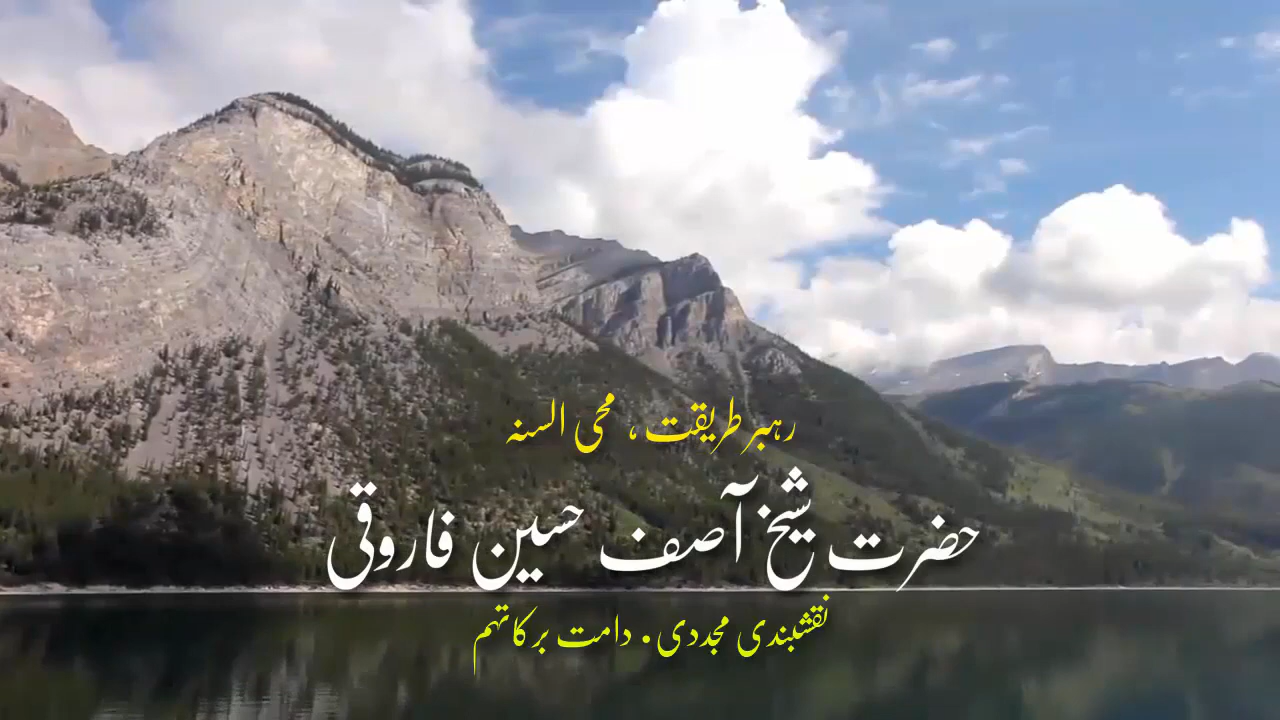 رہبر طریقت ، محی السنہ
حضرت شیخ آصف حسین فاروقی
نقشبندی مجددی . دامت برکاتہم